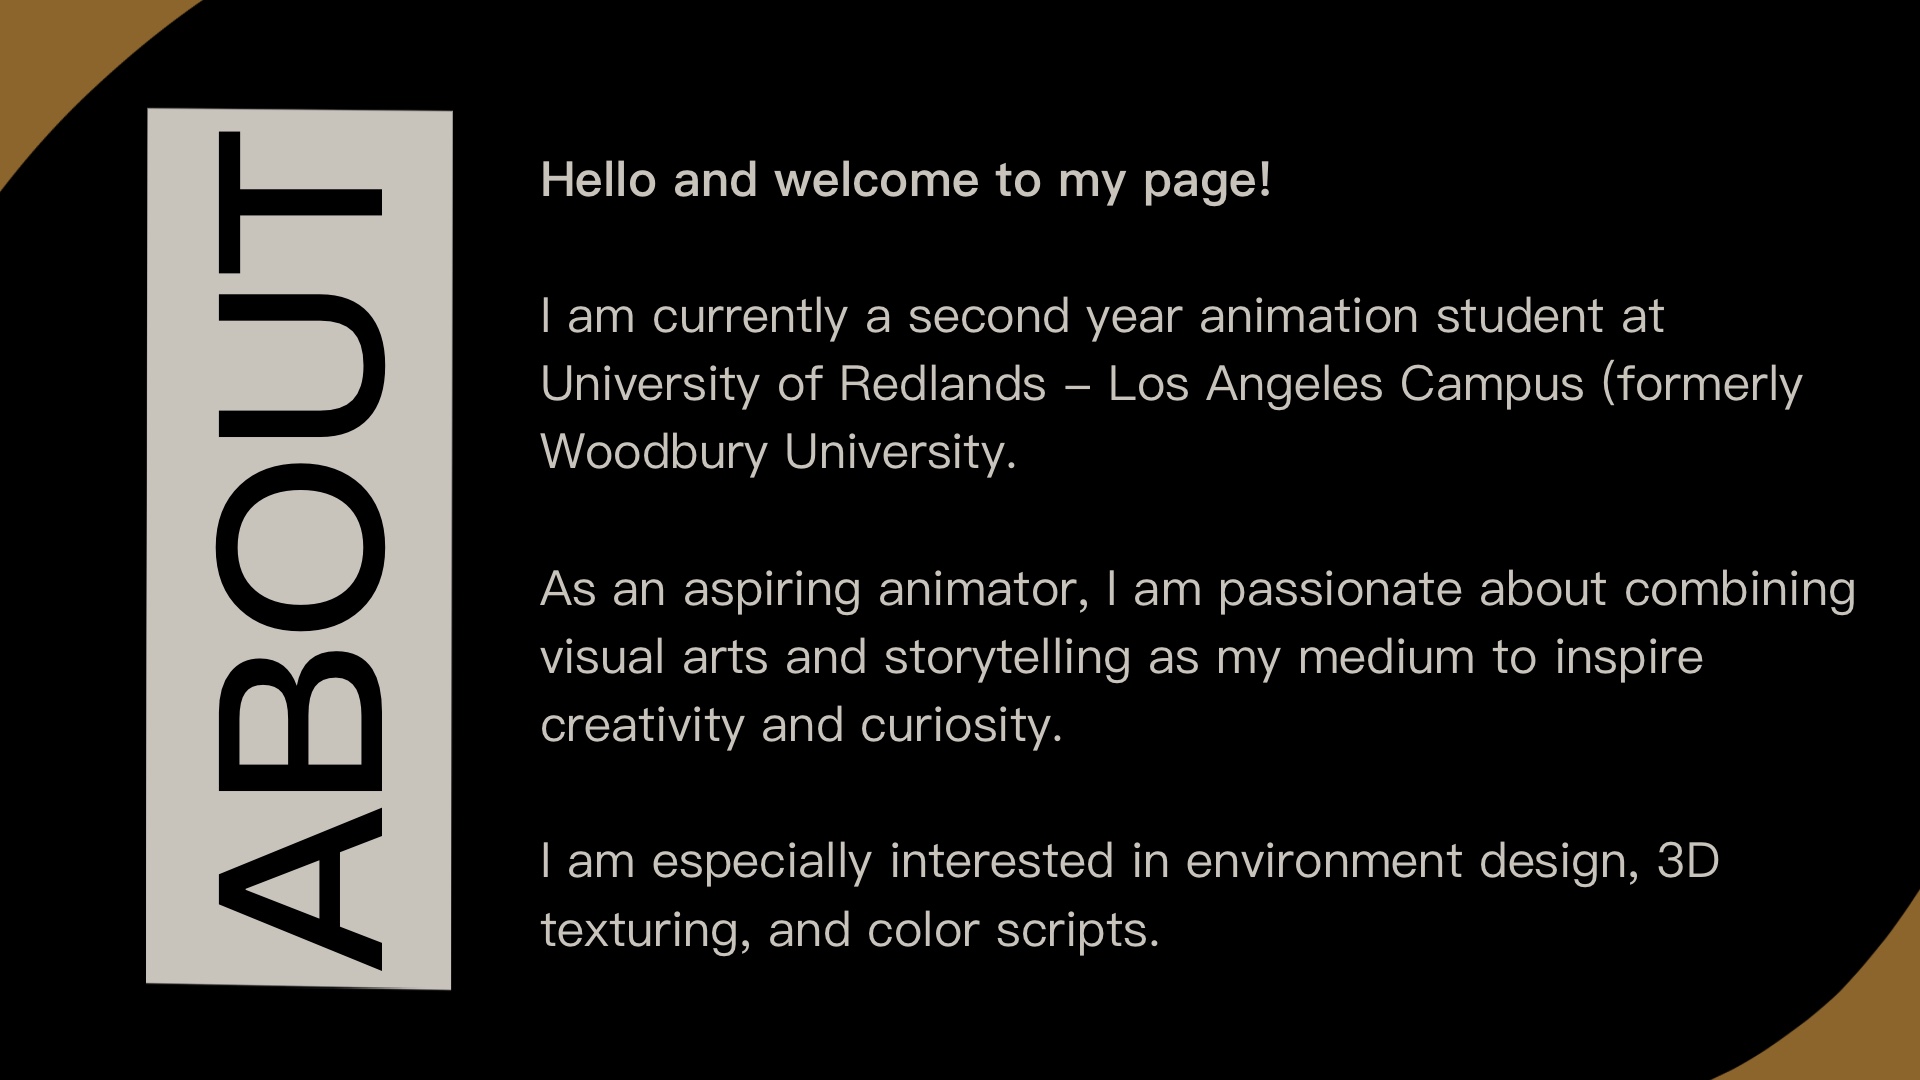 ABOUT
Hello and welcome to my page!
I am currently a second year animation student at
University of Redlands – Los Angeles Campus (formerly
Woodbury University.
As an aspiring animator, I am passionate about combining
visual arts and storytelling as my medium to inspire
creativity and curiosity.
I am especially interested in environment design, 3D
texturing, and color scripts.